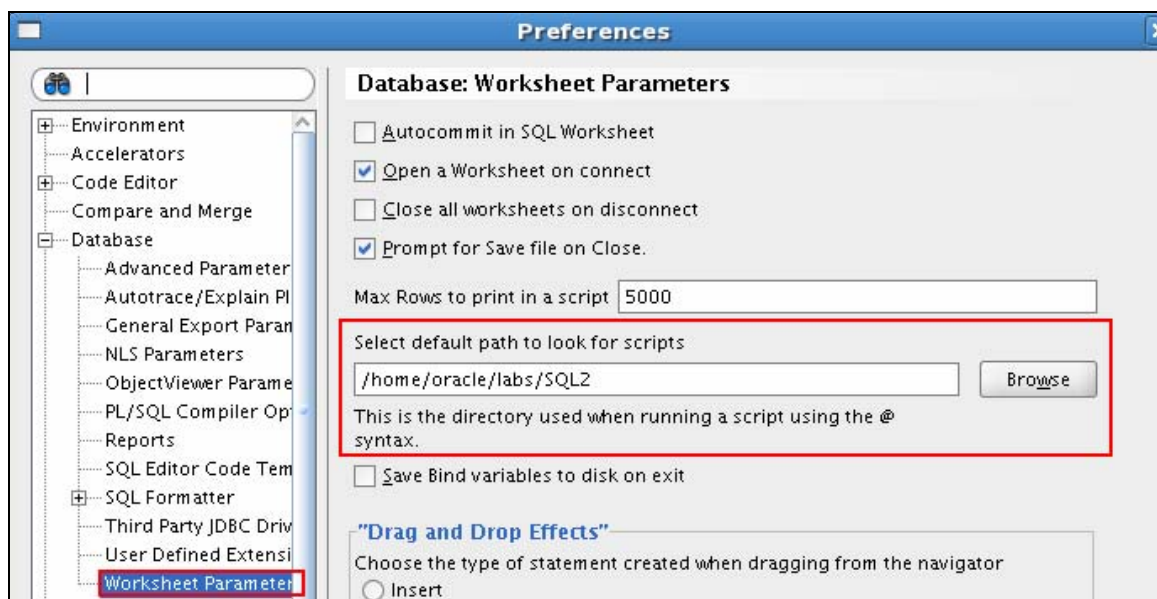 Preferences
Environment
Accelerators
Code Editor
Compare and Merge
Database
Advanced Parameter
Autotrace/Explain Pl
General Export Param
NLS Parameters
ObjectViewer Parame
PL/SQL Compiler Op
Reports
SQL Editor Code Tem
SQL Formatter
Third Party JDBC Driv
User Defined Extensi
Worksheet Parameter
Database: Worksheet Parameters
Autocommit in SQL Worksheet
Open a Worksheet on connect
Close all worksheets on disconnect
Prompt for Save file on Close.
Max Rows to print in a script 5000
Select default path to look for scripts
/home/oracle/labs/SQL2 Browse
This is the directory used when running a script using the @
syntax.
Save Bind variables to disk on exit
"Drag and Drop Effects"
Choose the type of statement created when dragging from the navigator
Insert